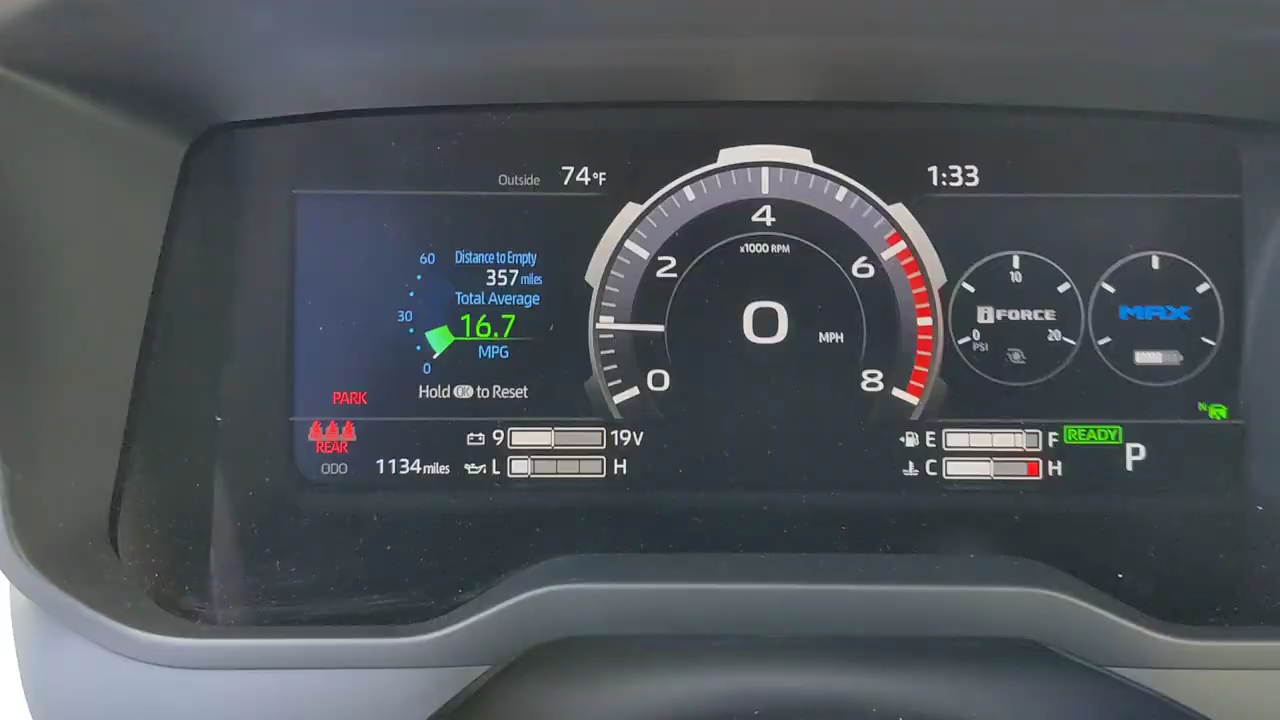 Outside 74°F
1:33
60 Distance to Empty
357 miles
Total Average
30 16.7
MPG
0
Hold OK to Reset
4
x1000 RPM
2 6
0 MPH
0 8
10
iFORCE
0 20
PSI
MAX
PARK
REAR
9 19V
ODO 1134 miles
L H
E F
C H
READY
P
N